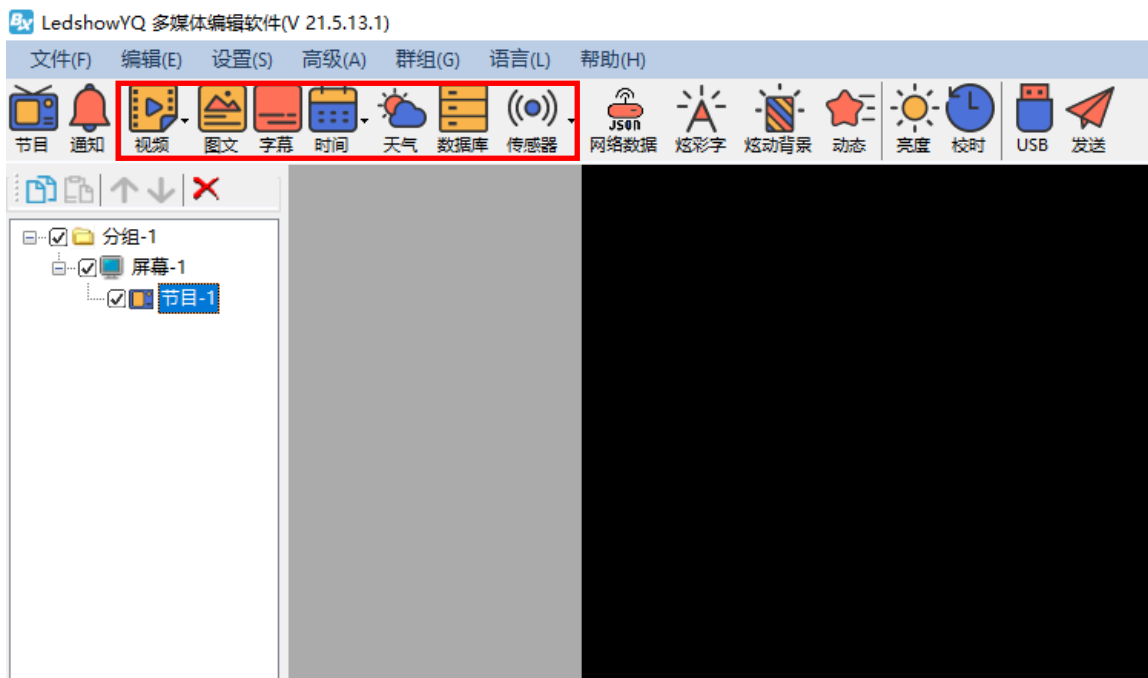 BX LedshowYQ 多媒体编辑软件(V 21.5.13.1)
文件(F) 编辑(E) 设置(S) 高级(A) 群组(G) 语言(L) 帮助(H)
JSON
节目 通知 视频 图文 字幕 时间 天气 数据库 传感器 网络数据 炫彩字 炫动背景 动态 亮度 校时 USB 发送
分组-1
屏幕-1
节目-1